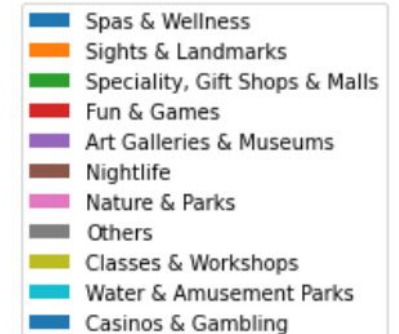 Spas & Wellness
Sights & Landmarks
Speciality, Gift Shops & Malls
Fun & Games
Art Galleries & Museums
Nightlife
Nature & Parks
Others
Classes & Workshops
Water & Amusement Parks
Casinos & Gambling